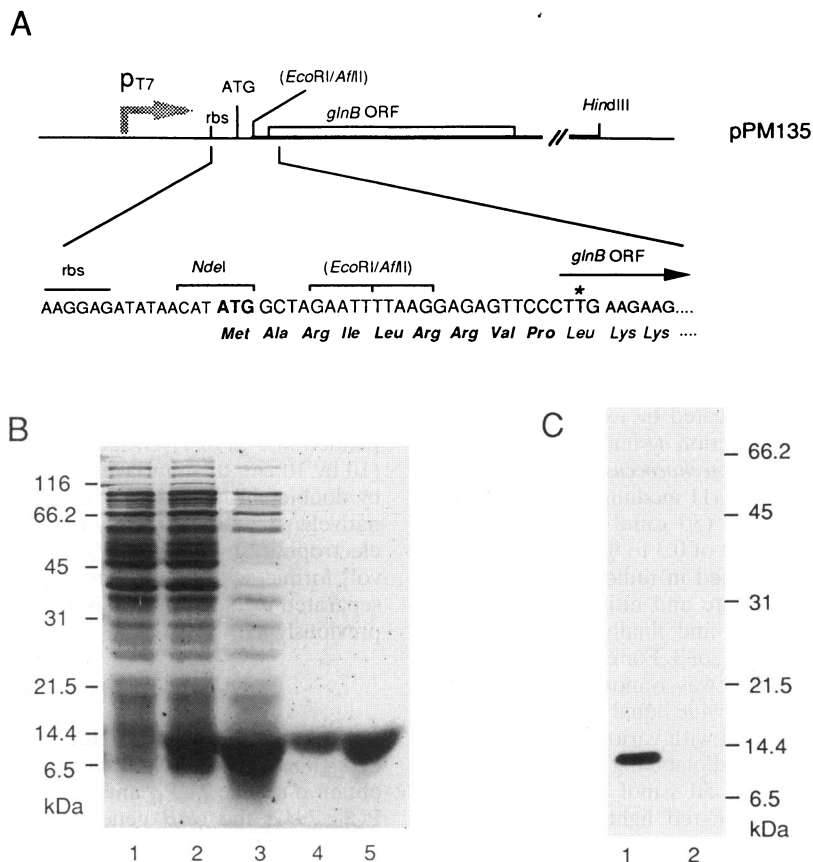 A
pT7
rbs
ATG
(EcoRI/AflII)
glnB ORF
HindIII
pPM135
rbs
NdeI
(EcoRI/AflII)
glnB ORF
*
AAGGAGATATAACAT ATG GCTAGAATTTTAAGGAGAGTTCCCTTG AAGAAG....
Met Ala Arg Ile Leu Arg Arg Val Pro Leu Lys Lys ....
B
116
66.2
45
31
21.5
14.4
6.5
kDa
1 2 3 4 5
C
66.2
45
31
21.5
14.4
6.5
kDa
1 2